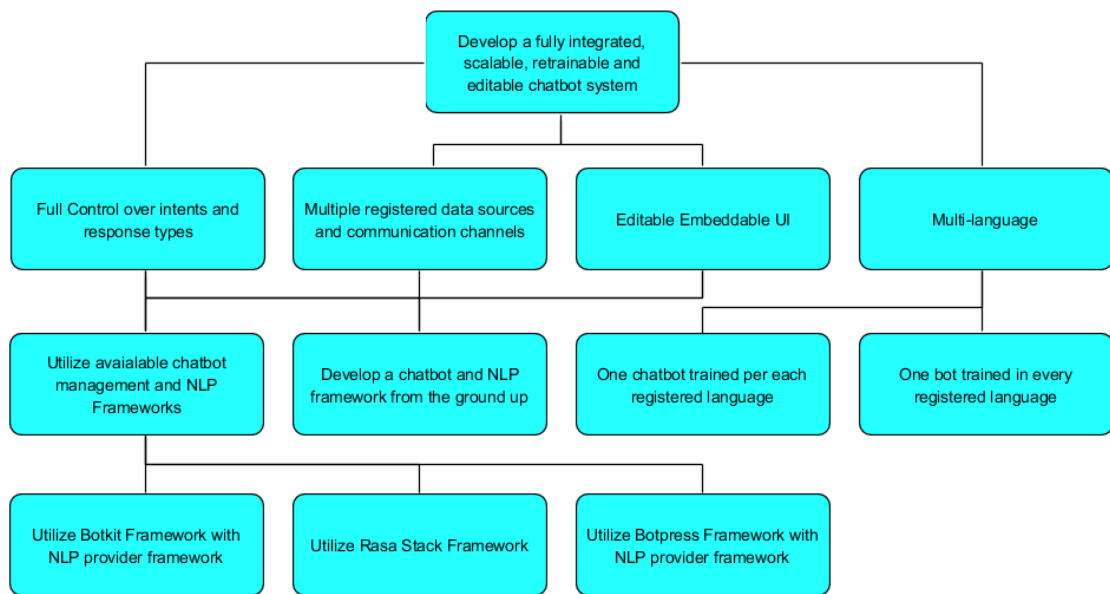 Develop a fully integrated,
scalable, retrainable and
editable chatbot system
Full Control over intents and
response types
Multiple registered data sources
and communication channels
Editable Embeddable UI
Multi-language
Utilize avaialable chatbot
management and NLP
Frameworks
Develop a chatbot and NLP
framework from the ground up
One chatbot trained per each
registered language
One bot trained in every
registered language
Utilize Botkit Framework with
NLP provider framework
Utilize Rasa Stack Framework
Utilize Botpress Framework with
NLP provider framework